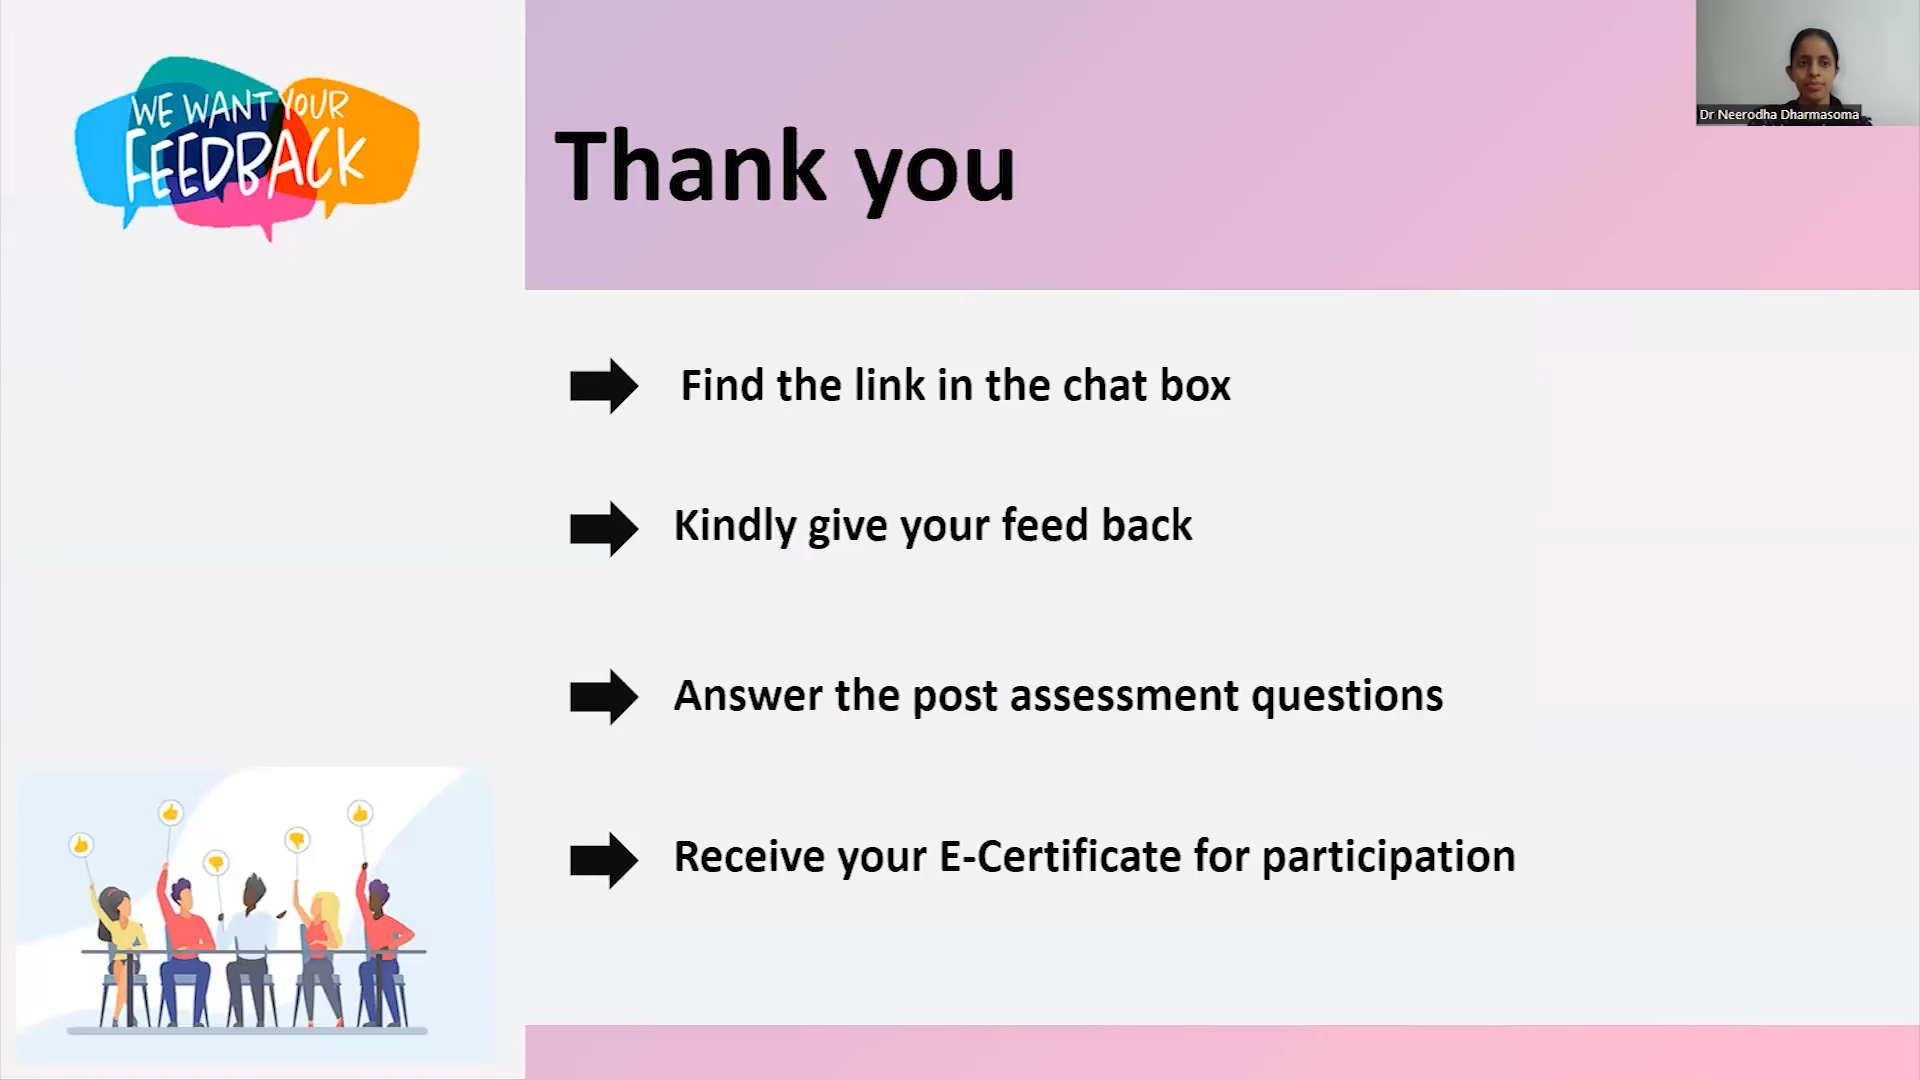 WE WANT YOUR
FEEDBACK
Thank you
Dr Neerodha Dharmasoma
Find the link in the chat box
Kindly give your feed back
Answer the post assessment questions
Receive your E-Certificate for participation